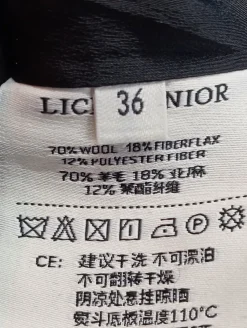 LIC 36 NIOR
70%WOOL 18%FIBERFLAX
12%POLYESTER FIBER
70%羊毛 18%亚麻
12%聚酯纤维
CE: 建议干洗 不可漂泊
不可翻转干燥
阴凉处悬挂晾晒
熨斗底板温度110°C